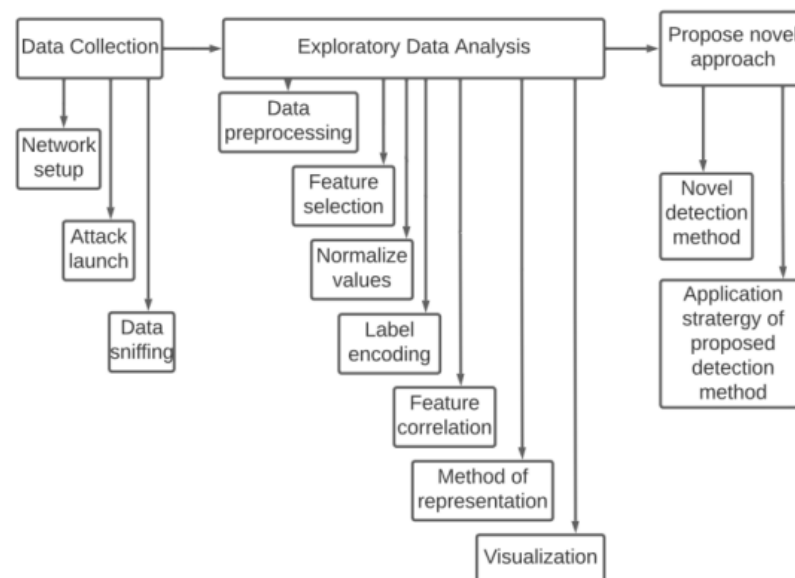 Data Collection
Exploratory Data Analysis
Propose novel
approach
Data
preprocessing
Network
setup
Feature
selection
Novel
detection
method
Attack
launch
Normalize
values
Application
stratergy of
proposed
detection
method
Data
sniffing
Label
encoding
Feature
correlation
Method of
representation
Visualization